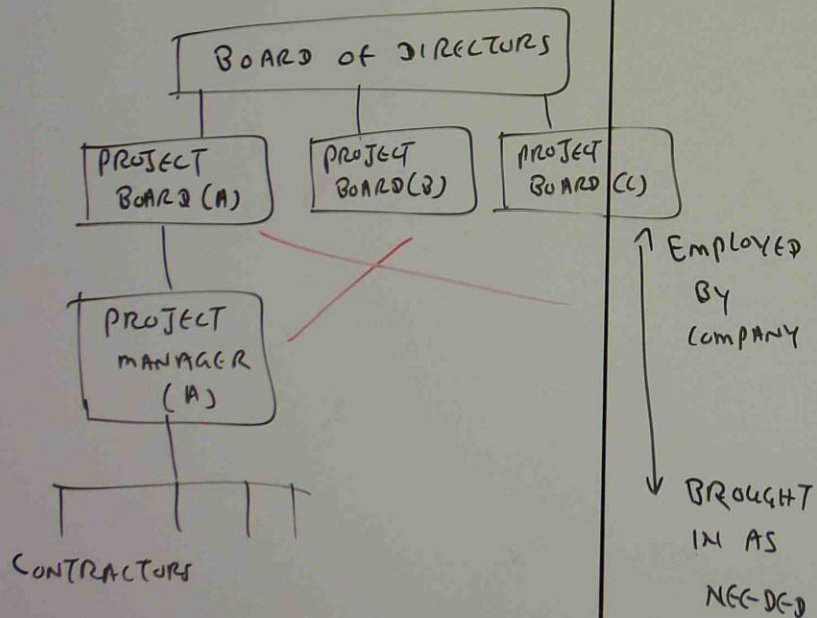 BOARD OF DIRECTORS
PROJECT
BOARD (A)
PROJECT
BOARD (B)
PROJECT
BOARD (C)
EMPLOYED
BY
COMPANY
PROJECT
MANAGER
(A)
BROUGHT
IN AS
NEEDED
CONTRACTORS